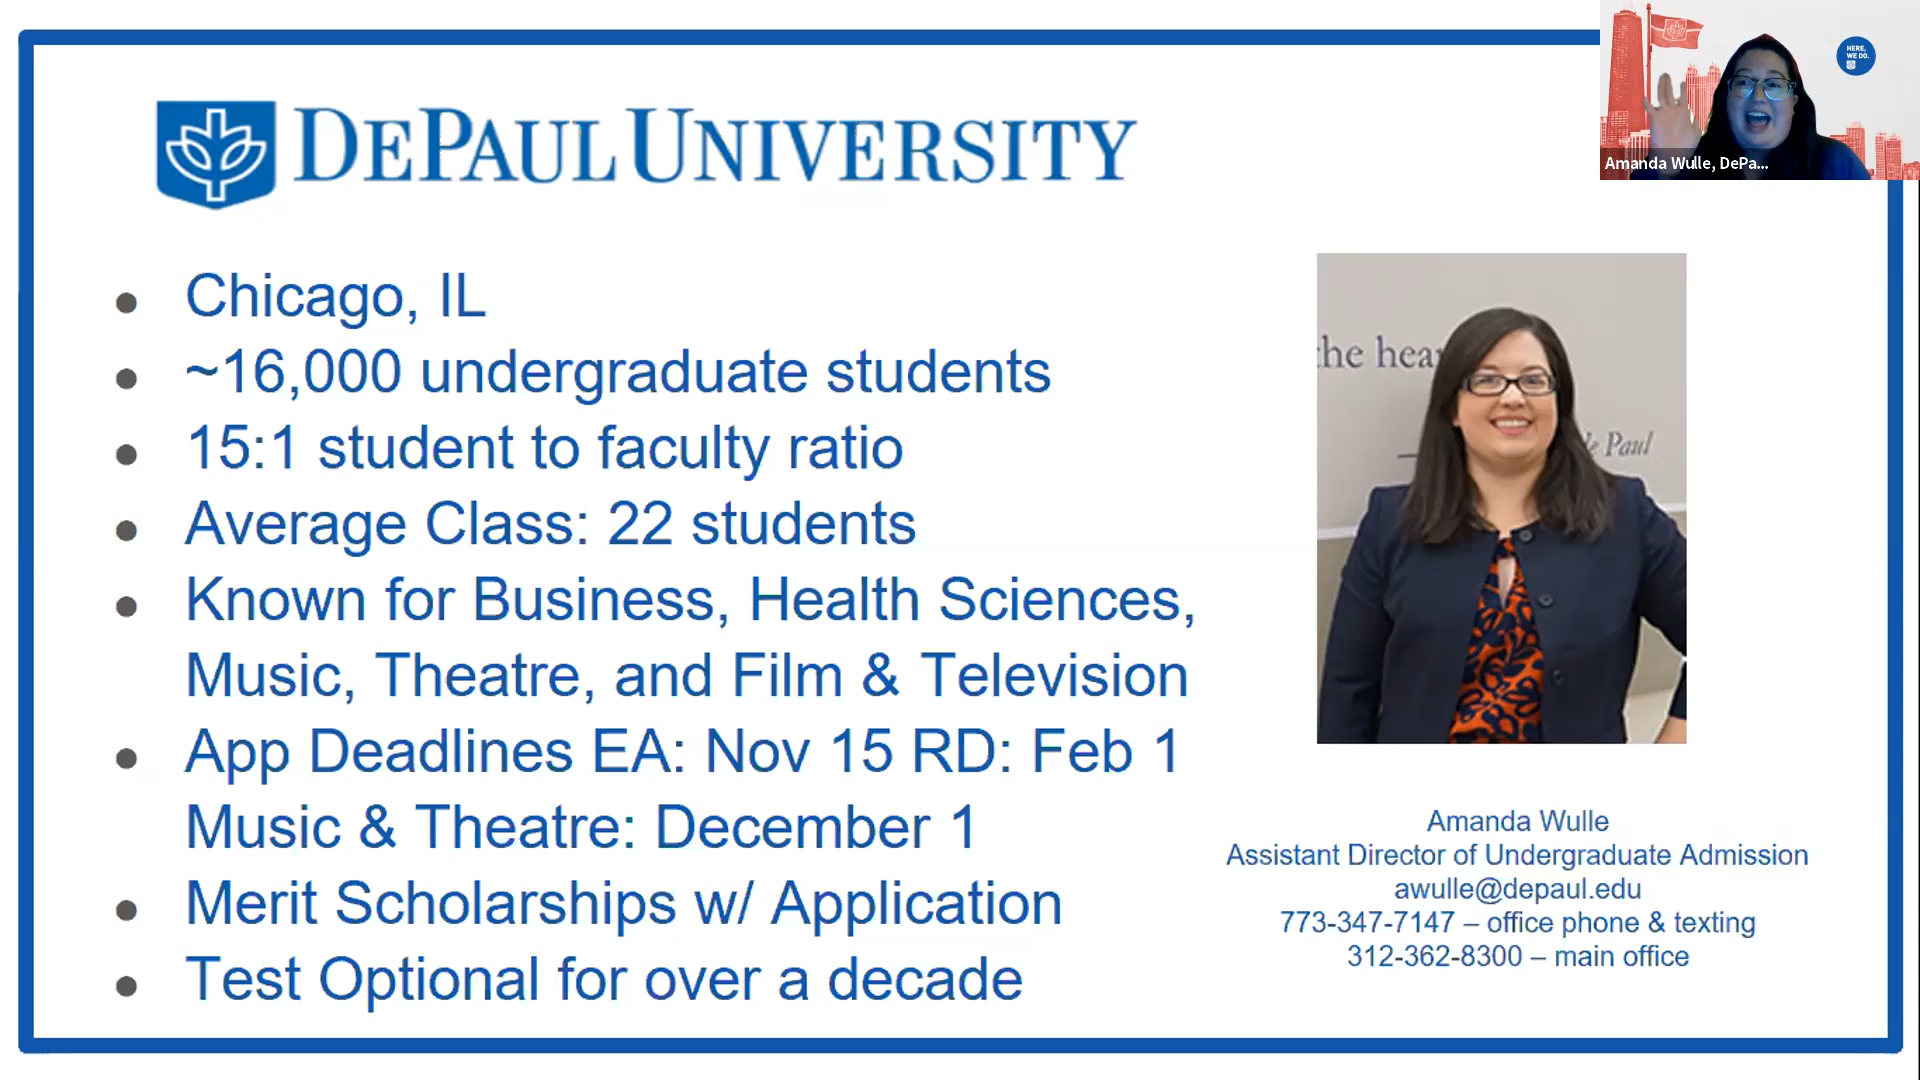 DEPAUL UNIVERSITY
HERE,
WE DO.
Amanda Wulle, DePa...
Chicago, IL
~16,000 undergraduate students
15:1 student to faculty ratio
Average Class: 22 students
Known for Business, Health Sciences,
Music, Theatre, and Film & Television
App Deadlines EA: Nov 15 RD: Feb 1
Music & Theatre: December 1
Merit Scholarships w/ Application
Test Optional for over a decade
the hea
de Paul
Amanda Wulle
Assistant Director of Undergraduate Admission
awulle@depaul.edu
773-347-7147 – office phone & texting
312-362-8300 – main office